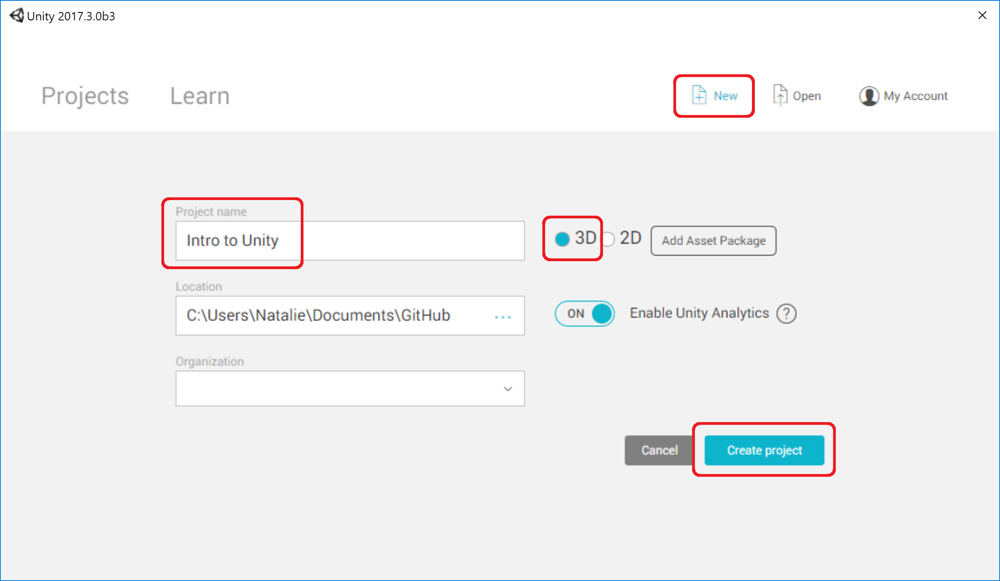 Unity 2017.3.0b3
Projects Learn New Open My Account
Project name
Intro to Unity 3D 2D Add Asset Package
Location
C:\Users\Natalie\Documents\GitHub ... ON Enable Unity Analytics ?
Organization
Cancel Create project